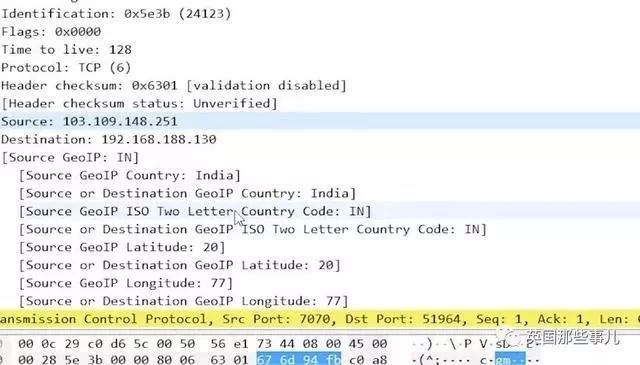 Identification: 0x5e3b (24123)
Flags: 0x0000
Time to live: 128
Protocol: TCP (6)
Header checksum: 0x6301 [validation disabled]
[Header checksum status: Unverified]
Source: 103.109.148.251
Destination: 192.168.188.130
[Source GeoIP: IN]
[Source GeoIP Country: India]
[Source or Destination GeoIP Country: India]
[Source GeoIP ISO Two Letter Country Code: IN]
[Source or Destination GeoIP ISO Two Letter Country Code: IN]
[Source GeoIP Latitude: 20]
[Source or Destination GeoIP Latitude: 20]
[Source GeoIP Longitude: 77]
[Source or Destination GeoIP Longitude: 77]
ansmission Control Protocol, Src Port: 7070, Dst Port: 51964, Seq: 1, Ack: 1, Len:
00 0c 29 c0 d6 5c 00 50 56 e1 73 44 08 00 45 00 ··)··\·P V·sD··E·
00 28 5e 3b 00 00 80 06 63 01 67 6d 94 fb c0 a8 ·(^;···· c·gm····
英国那些事儿